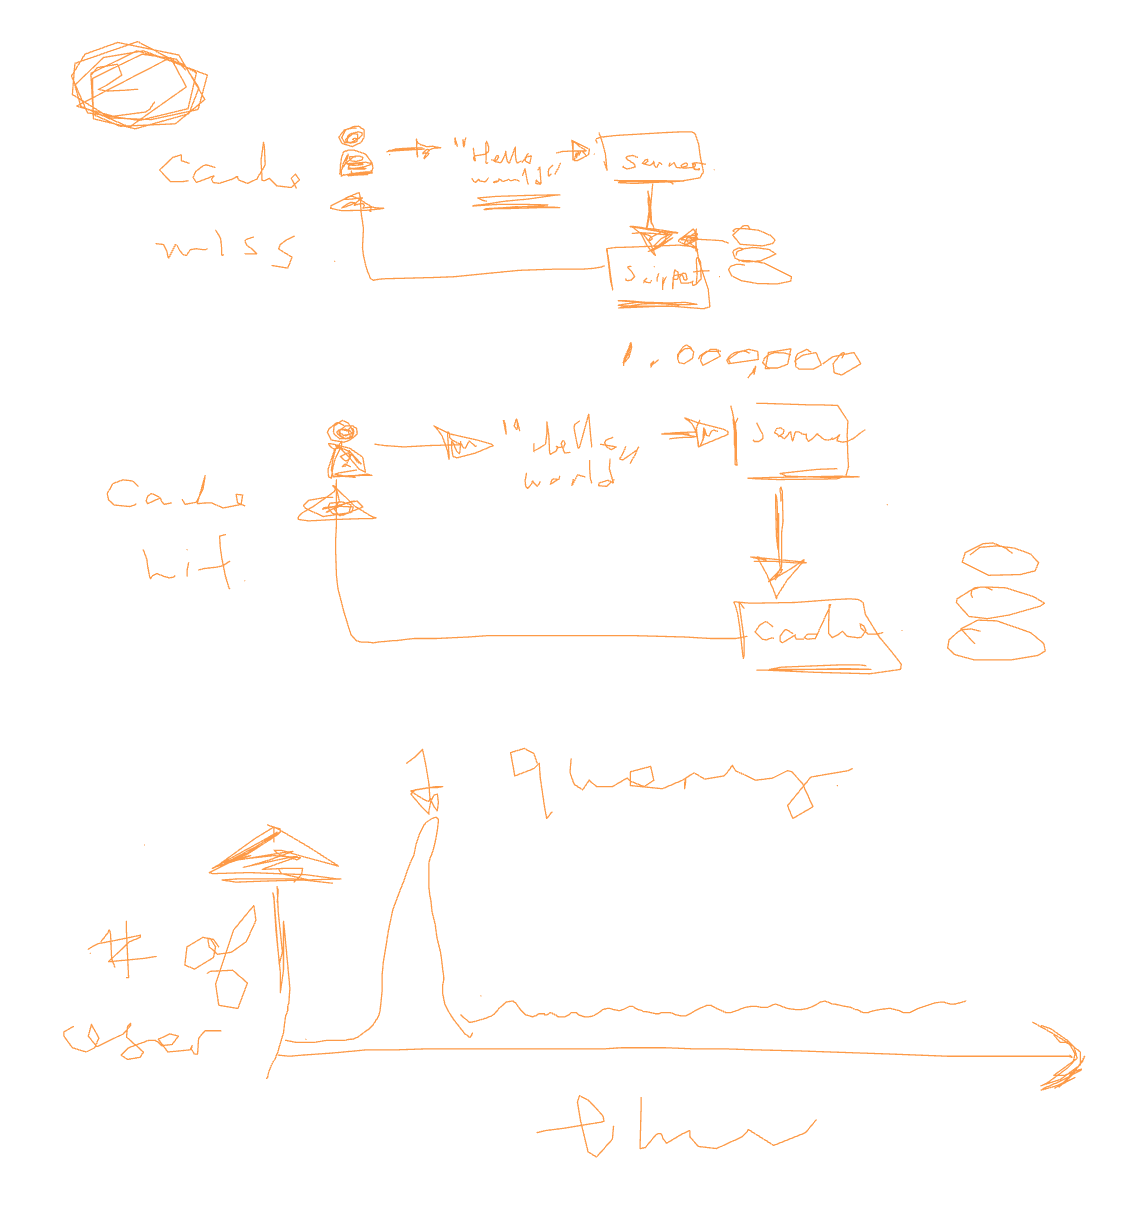 Cache
miss
"Hello
world"
Server
Snippet
1.000,000
Cache
hit
"Hello
world"
Server
Cache
1 query
# of
user
time